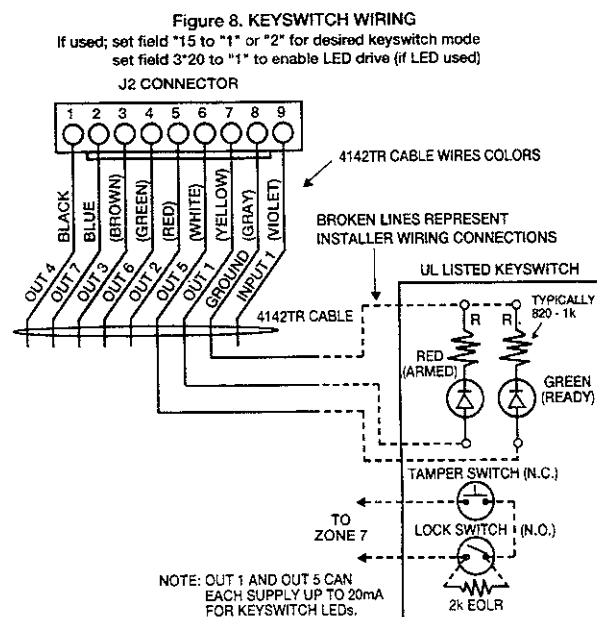 Figure 8. KEYSWITCH WIRING
If used; set field *15 to "1" or "2" for desired keyswitch mode
set field 3*20 to "1" to enable LED drive (if LED used)
J2 CONNECTOR
1 2 3 4 5 6 7 8 9
4142TR CABLE WIRES COLORS
BLACK
BLUE
(BROWN)
(GREEN)
(RED)
(WHITE)
(YELLOW)
(GRAY)
(VIOLET)
BROKEN LINES REPRESENT
INSTALLER WIRING CONNECTIONS
OUT 4
OUT 7
OUT 3
OUT 6
OUT 2
OUT 5
OUT 1
GROUND
INPUT 1
4142TR CABLE
UL LISTED KEYSWITCH
R
R
TYPICALLY
820 - 1k
RED
(ARMED)
GREEN
(READY)
TAMPER SWITCH (N.C.)
TO
ZONE 7
LOCK SWITCH (N.O.)
2k EOLR
NOTE: OUT 1 AND OUT 5 CAN
EACH SUPPLY UP TO 20mA
FOR KEYSWITCH LEDs.